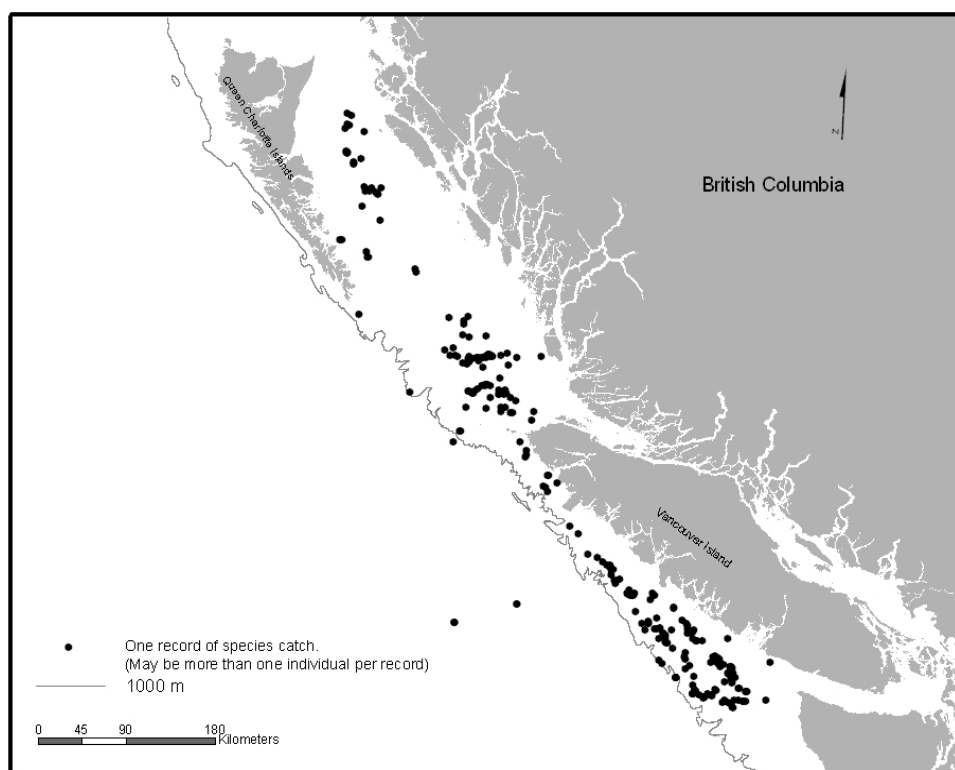 Queen Charlotte Islands
N
British Columbia
Vancouver Island
One record of species catch.
(May be more than one individual per record)
1000 m
0 45 90 180
Kilometers